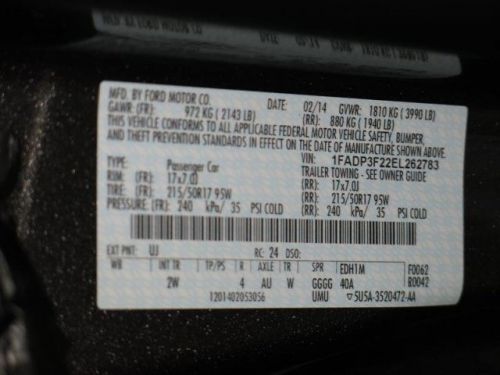 MFD. BY FORD MOTOR CO.
DATE: 02/14 GVWR: 1810 KG (3990 LB)
GAWR: (FR): 972 KG (2143 LB) (RR): 880 KG (1940 LB)
THIS VEHICLE CONFORMS TO ALL APPLICABLE FEDERAL MOTOR VEHICLE SAFETY, BUMPER,
AND THEFT PREVENTION STANDARDS IN EFFECT ON THE DATE OF MANUFACTURE SHOWN ABOVE.
VIN: 1FADP3F22EL262783
TYPE: Passenger Car TRAILER TOWING - SEE OWNER GUIDE
RIM: (FR) 17x7.0J (RR) 17x7.0J
TIRE: (FR) 215/50R17 95W (RR) 215/50R17 95W
PRESSURE: (FR) 240 kPa/ 35 PSI COLD (RR) 240 kPa/ 35 PSI COLD
EXT PNT: UJ RC: 24 DSO:
WB INT TR TP/PS R AXLE TR SPR EDH1M F0062
2W 4 AU W GGGG 40A R0042
1201402053056 UMU 5U5A-3520472-AA